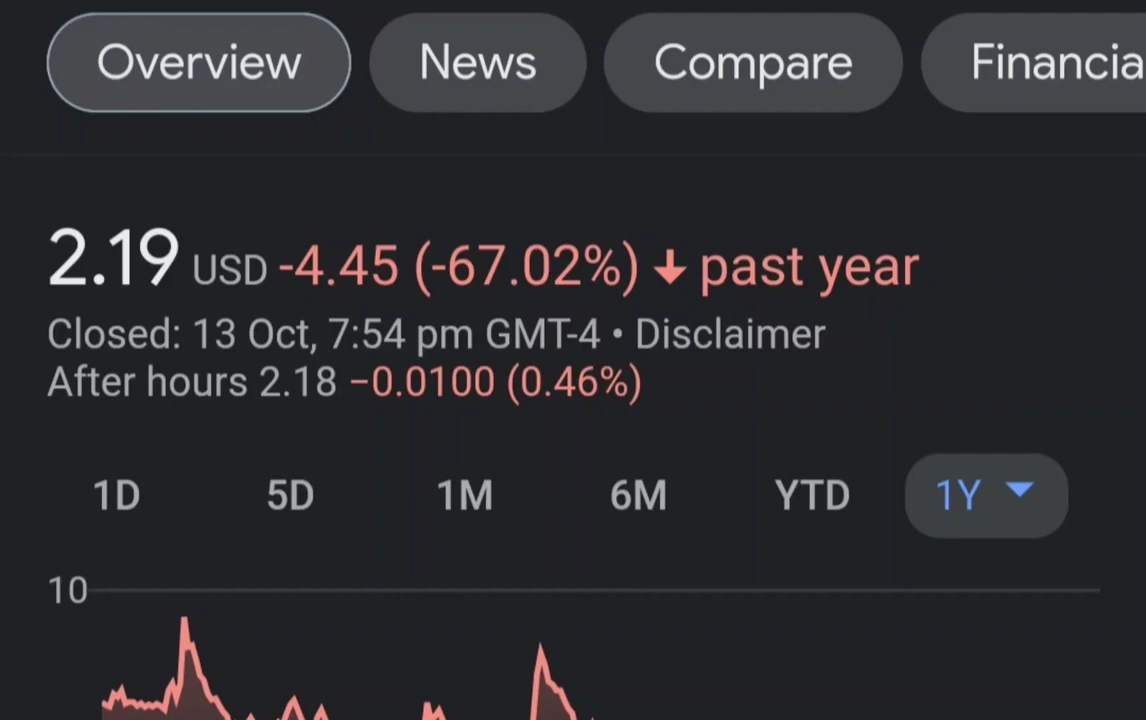 Overview News Compare Financia
2.19 USD -4.45 (-67.02%) ↓ past year
Closed: 13 Oct, 7:54 pm GMT-4 • Disclaimer
After hours 2.18 −0.0100 (0.46%)
1D 5D 1M 6M YTD 1Y
10